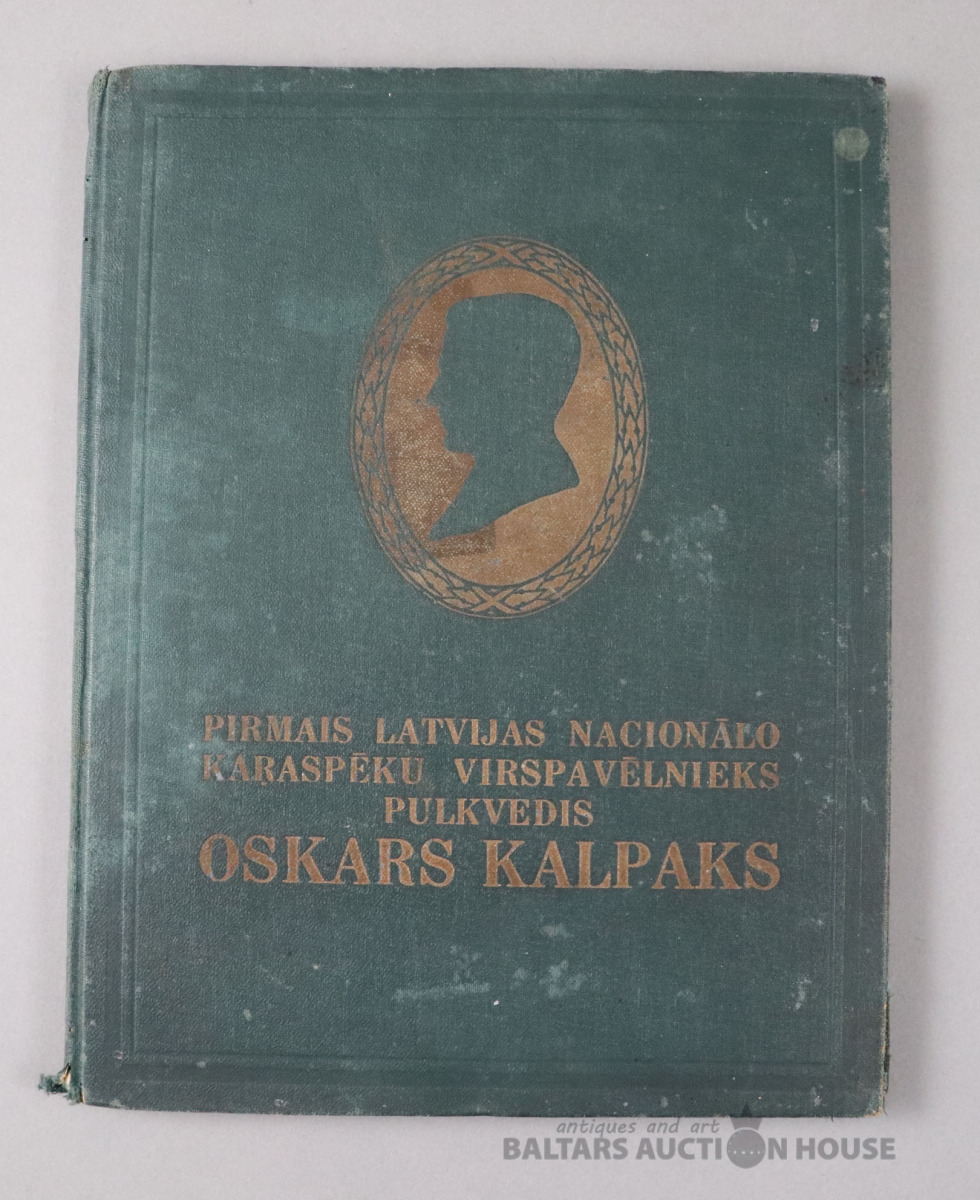 PIRMAIS LATVIJAS NACIONĀLO
KAŖASPĒKU VIRSPAVĒLNIEKS
PULKVEDIS
OSKARS KALPAKS
antiques and art
BALTARS AUCTION HOUSE